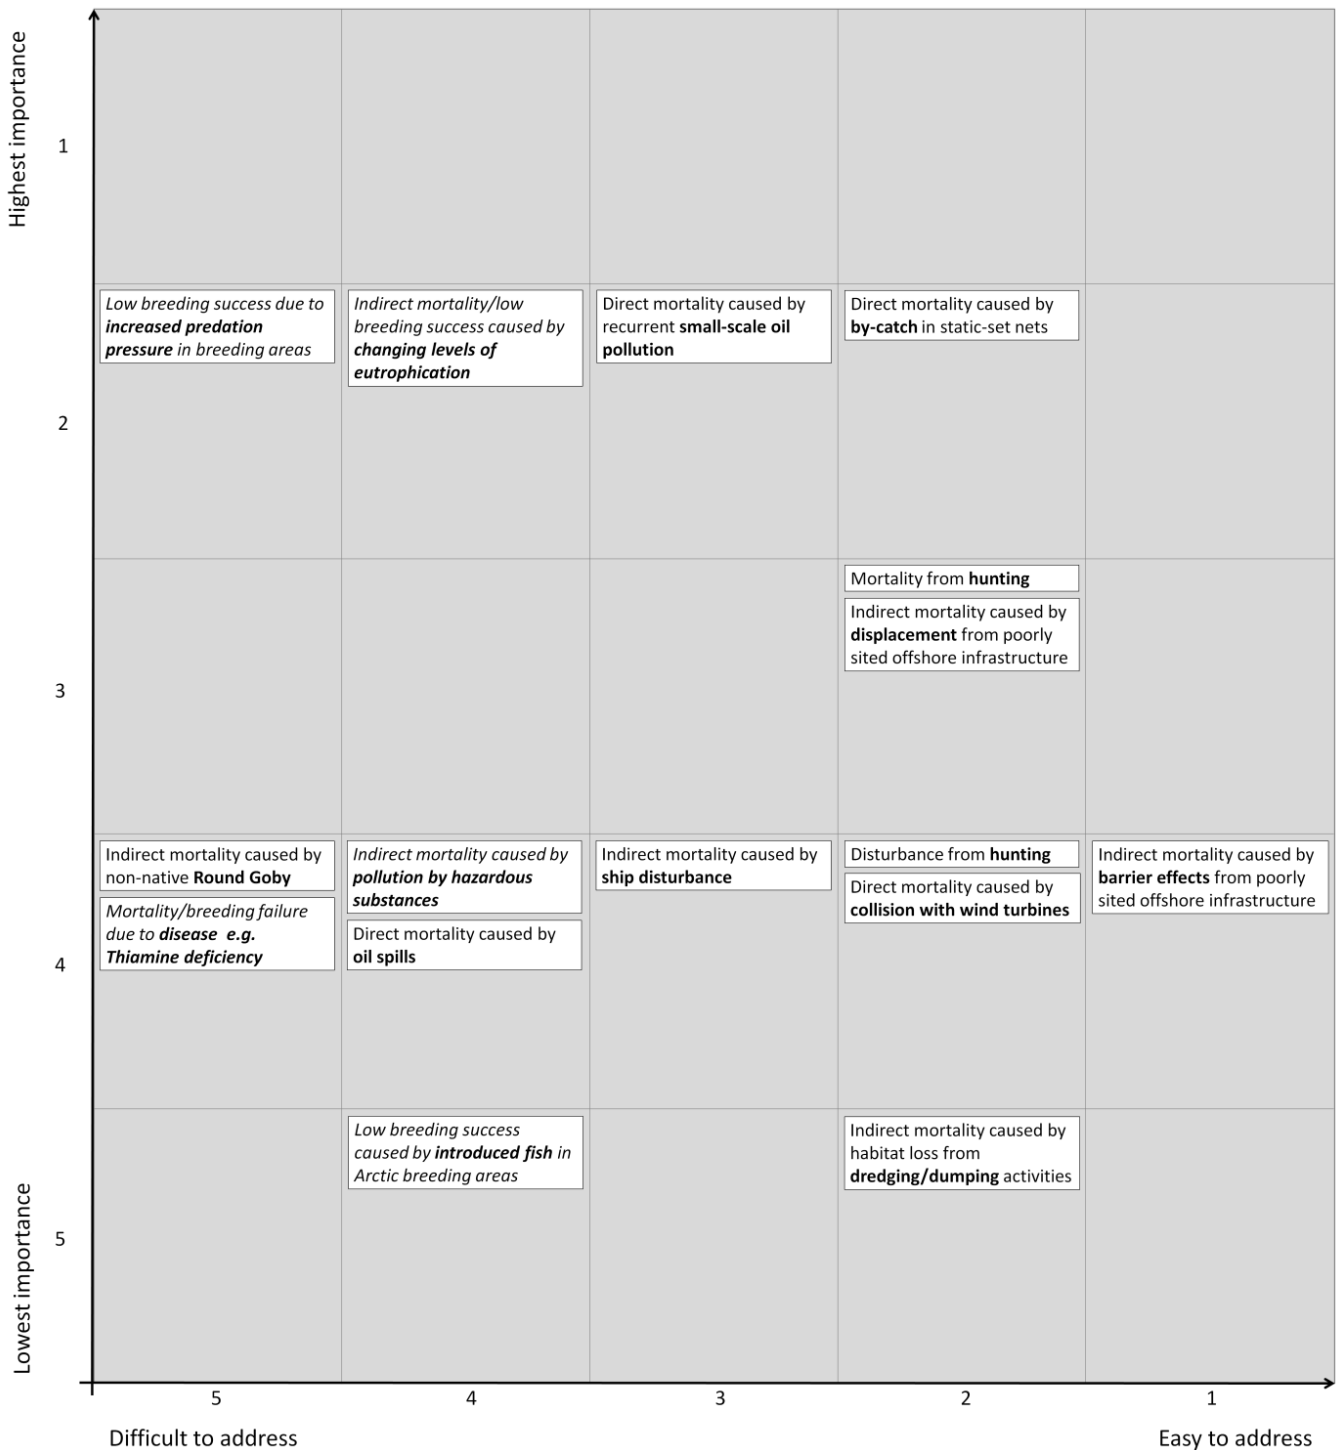 Highest importance
1
Low breeding success due to
increased predation
pressure in breeding areas
Indirect mortality/low
breeding success caused by
changing levels of
eutrophication
Direct mortality caused by
recurrent small-scale oil
pollution
Direct mortality caused by
by-catch in static-set nets
2
Mortality from hunting
Indirect mortality caused by
displacement from poorly
sited offshore infrastructure
3
Indirect mortality caused by
non-native Round Goby
Mortality/breeding failure
due to disease e.g.
Thiamine deficiency
Indirect mortality caused by
pollution by hazardous
substances
Direct mortality caused by
oil spills
Indirect mortality caused by
ship disturbance
Disturbance from hunting
Direct mortality caused by
collision with wind turbines
Indirect mortality caused by
barrier effects from poorly
sited offshore infrastructure
4
Low breeding success
caused by introduced fish in
Arctic breeding areas
Indirect mortality caused by
habitat loss from
dredging/dumping activities
5
Lowest importance
5
4
3
2
1
Difficult to address
Easy to address